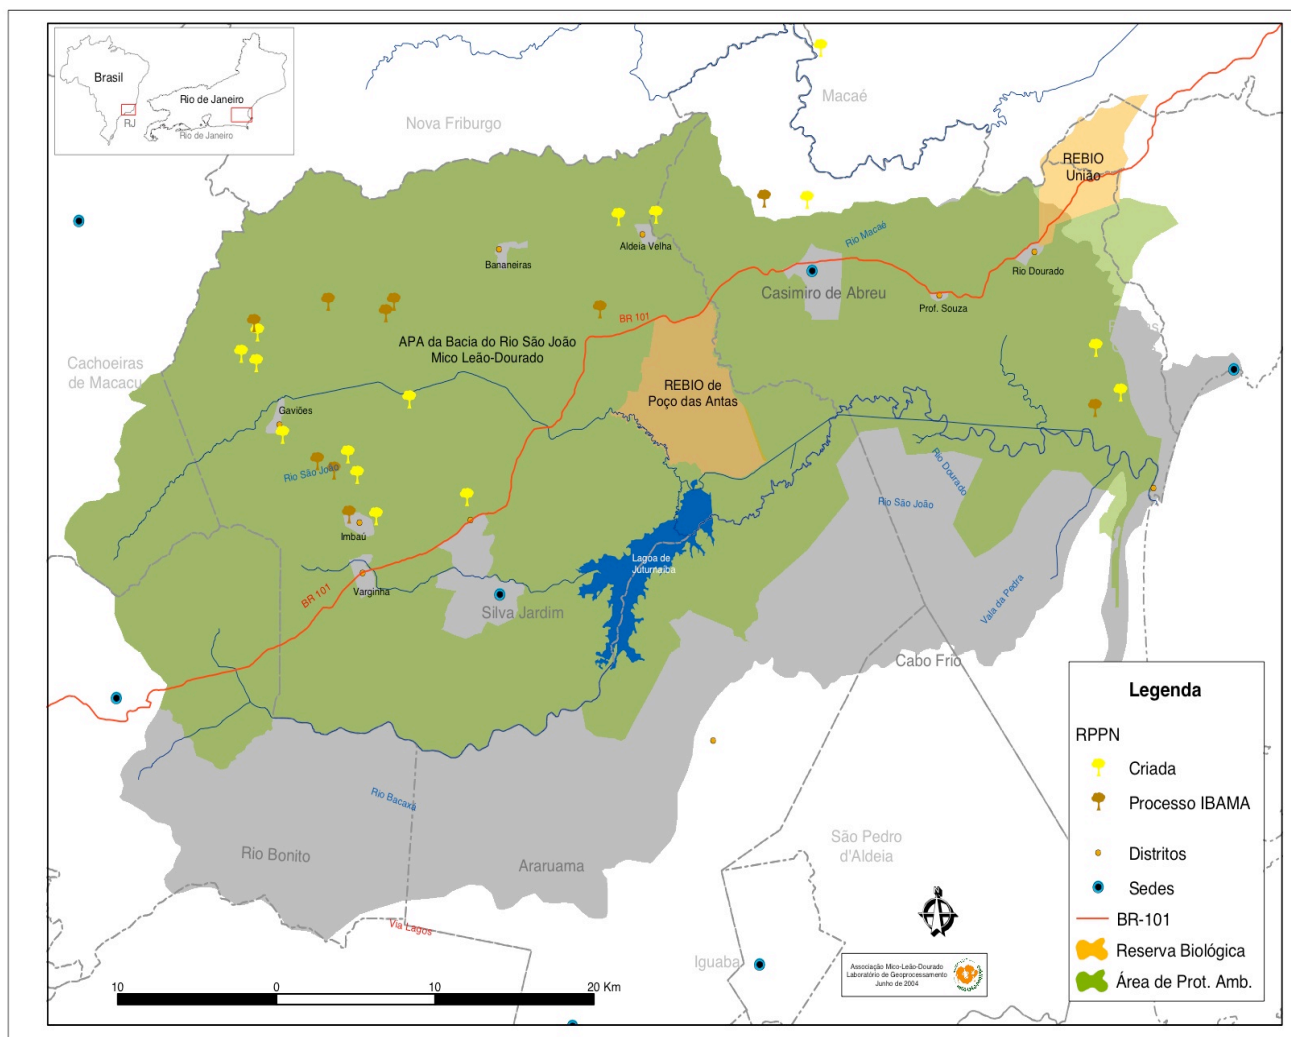 Brasil
RJ
Rio de Janeiro
Rio de Janeiro
Nova Friburgo
Macaé
REBIO
União
Rio Macaé
Aldeia Velha
Bananeiras
Rio Dourado
Casimiro de Abreu
Prof. Souza
BR 101
APA da Bacia do Rio São João
Mico Leão-Dourado
Cachoeiras
de Macacu
REBIO de
Poço das Antas
Gaviões
Rio São João
Rio Dourado
Rio São João
Imbaú
Lagoa de
Juturnaíba
Varginha
BR 101
Silva Jardim
Vala da Pedra
Cabo Frio
Rio Bacaxá
Rio Bonito
Araruama
São Pedro
d'Aldeia
Via Lagos
Iguaba
Legenda
RPPN
Criada
Processo IBAMA
Distritos
Sedes
BR-101
Reserva Biológica
Área de Prot. Amb.
Associação Mico-Leão-Dourado
Laboratório de Geoprocessamento
Junho de 2004
10 0 10 20 Km